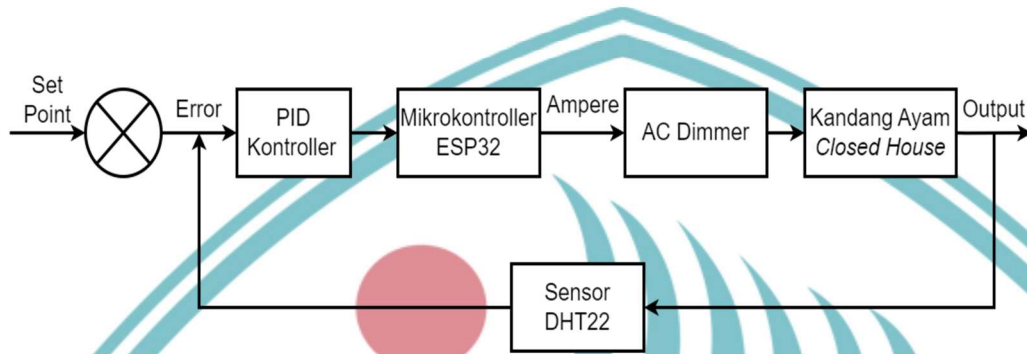 Set
Point
Error
PID
Kontroller
Mikrokontroller
ESP32
Ampere
AC Dimmer
Kandang Ayam
Closed House
Output
Sensor
DHT22